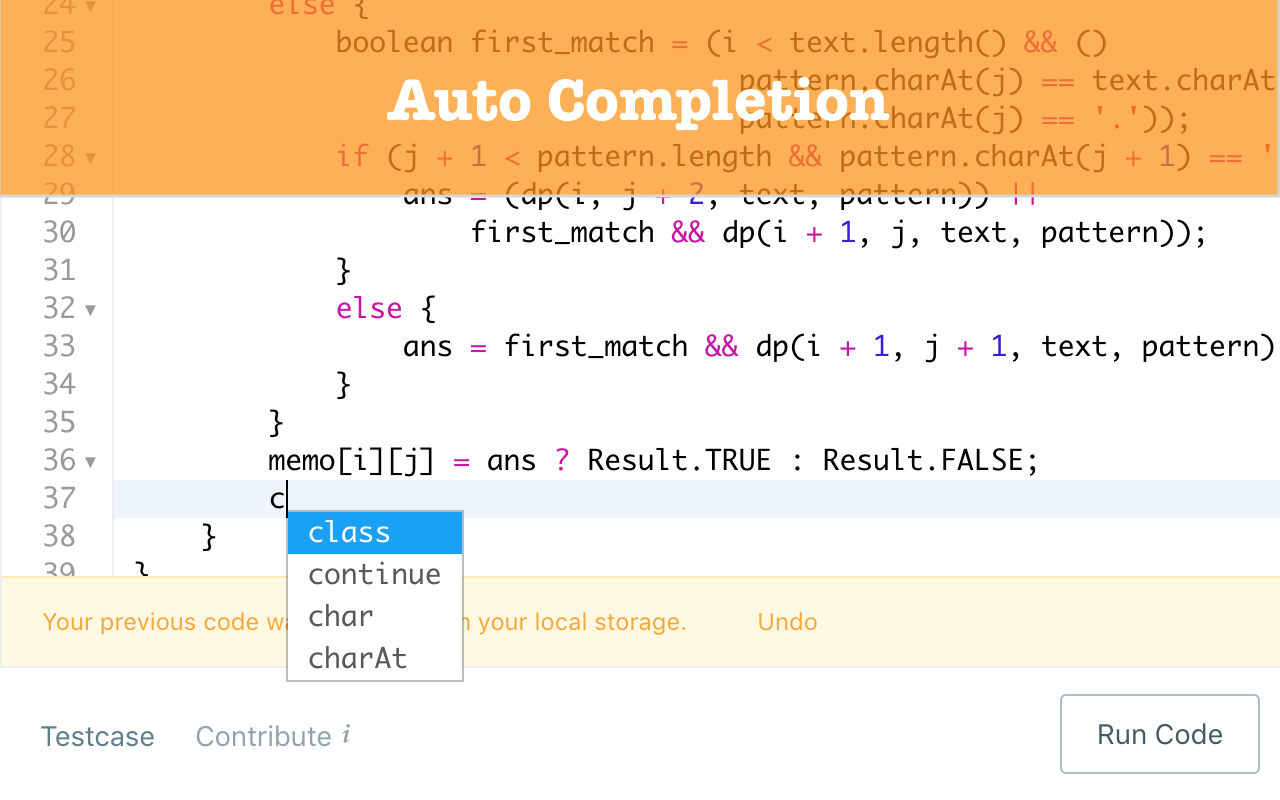 24 else {
25 boolean first_match = (i < text.length() && ()
26 pattern.charAt(j) == text.charAt
Auto Completion
27 pattern.charAt(j) == '.'));
28 if (j + 1 < pattern.length && pattern.charAt(j + 1) == '
29 ans = (dp(i, j + 2, text, pattern)) ||
30 first_match && dp(i + 1, j, text, pattern));
31 }
32 else {
33 ans = first_match && dp(i + 1, j + 1, text, pattern)
34 }
35 }
36 memo[i][j] = ans ? Result.TRUE : Result.FALSE;
37 c
class
38 }
continue
39 }
char
Your previous code your local storage. Undo
charAt
Testcase Contribute i Run Code